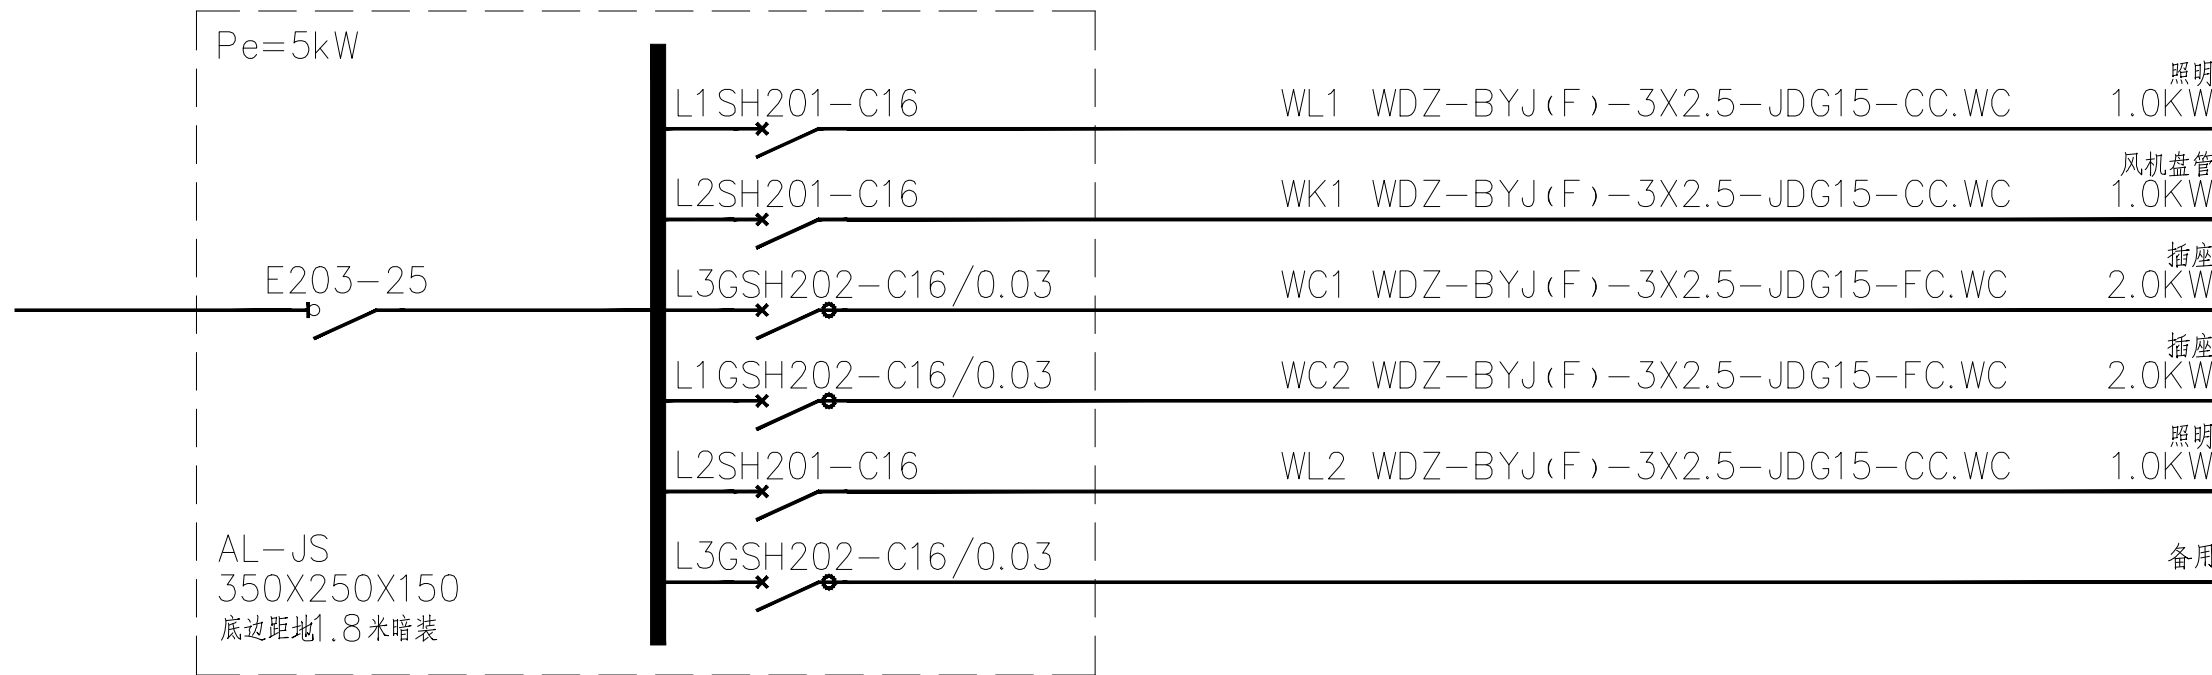 Pe=5kW
照明
L1SH201-C16 WL1 WDZ-BYJ(F)-3X2.5-JDG15-CC.WC 1.0KW
风机盘管
L2SH201-C16 WK1 WDZ-BYJ(F)-3X2.5-JDG15-CC.WC 1.0KW
插座
E203-25 L3GSH202-C16/0.03 WC1 WDZ-BYJ(F)-3X2.5-JDG15-FC.WC 2.0KW
插座
L1GSH202-C16/0.03 WC2 WDZ-BYJ(F)-3X2.5-JDG15-FC.WC 2.0KW
照明
L2SH201-C16 WL2 WDZ-BYJ(F)-3X2.5-JDG15-CC.WC 1.0KW
L3GSH202-C16/0.03 备用
AL-JS
350X250X150
底边距地1.8米暗装